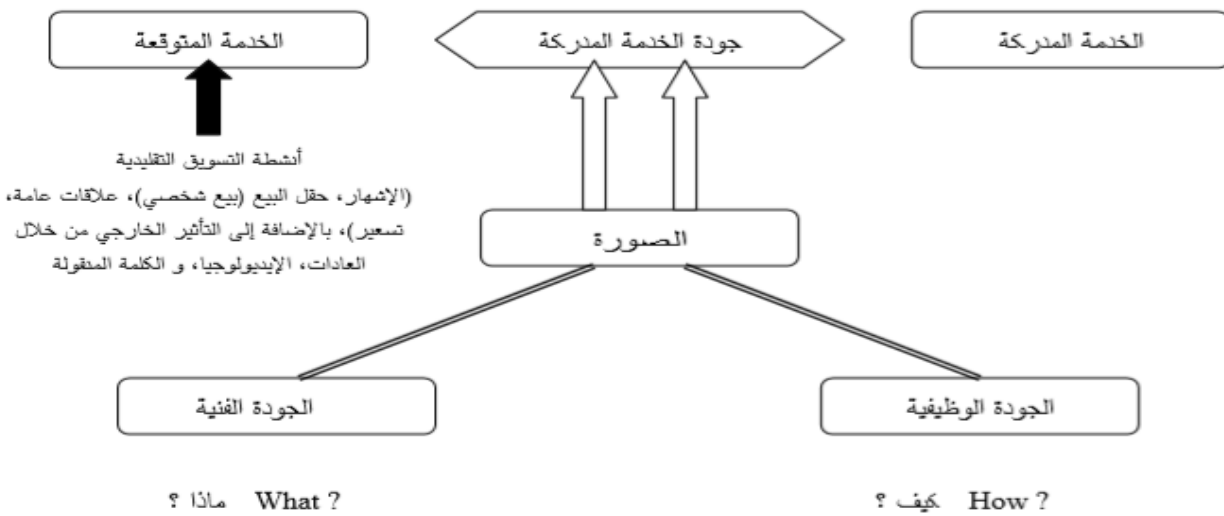 الخدمة المدركة
جودة الخدمة المدركة
الخدمة المتوقعة
أنشطة التسويق التقليدية
(الإشهار، حقل البيع (بيع شخصي)، علاقات عامة،
تسعير)، بالإضافة إلى التأثير الخارجي من خلال
العادات، الإيديولوجيا، و الكلمة المنقولة
الصورة
الجودة الوظيفية
الجودة الفنية
كيف ؟ How ?
ماذا ؟ What ?